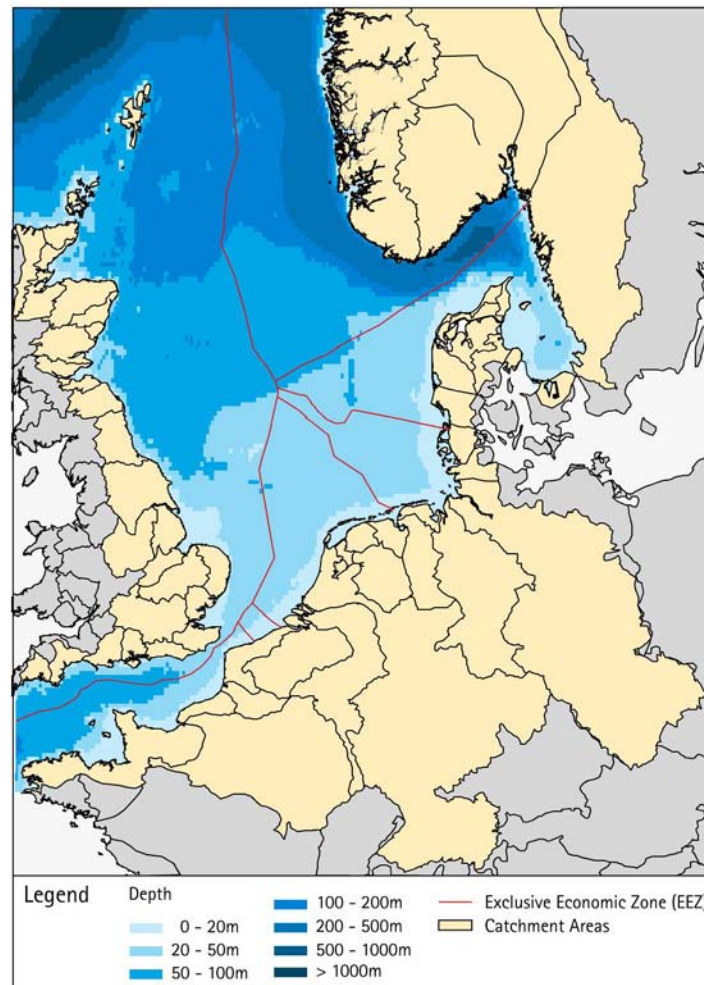 Legend
Depth
0 - 20m
20 - 50m
50 - 100m
100 - 200m
200 - 500m
500 - 1000m
> 1000m
Exclusive Economic Zone (EEZ)
Catchment Areas